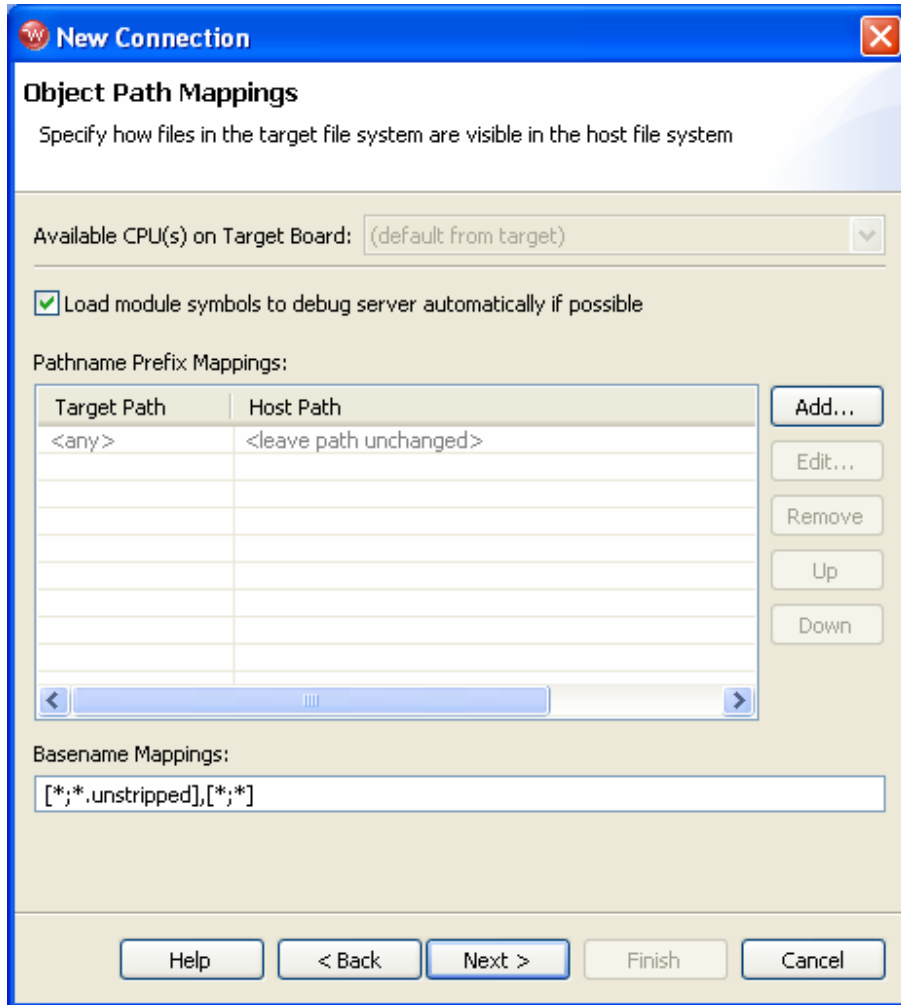 New Connection
Object Path Mappings
Specify how files in the target file system are visible in the host file system
Available CPU(s) on Target Board: (default from target)
Load module symbols to debug server automatically if possible
Pathname Prefix Mappings:
Target Path Host Path Add...
<any> <leave path unchanged>
Edit...
Remove
Up
Down
Basename Mappings:
[*;*.unstripped],[*;*]
Help < Back Next > Finish Cancel